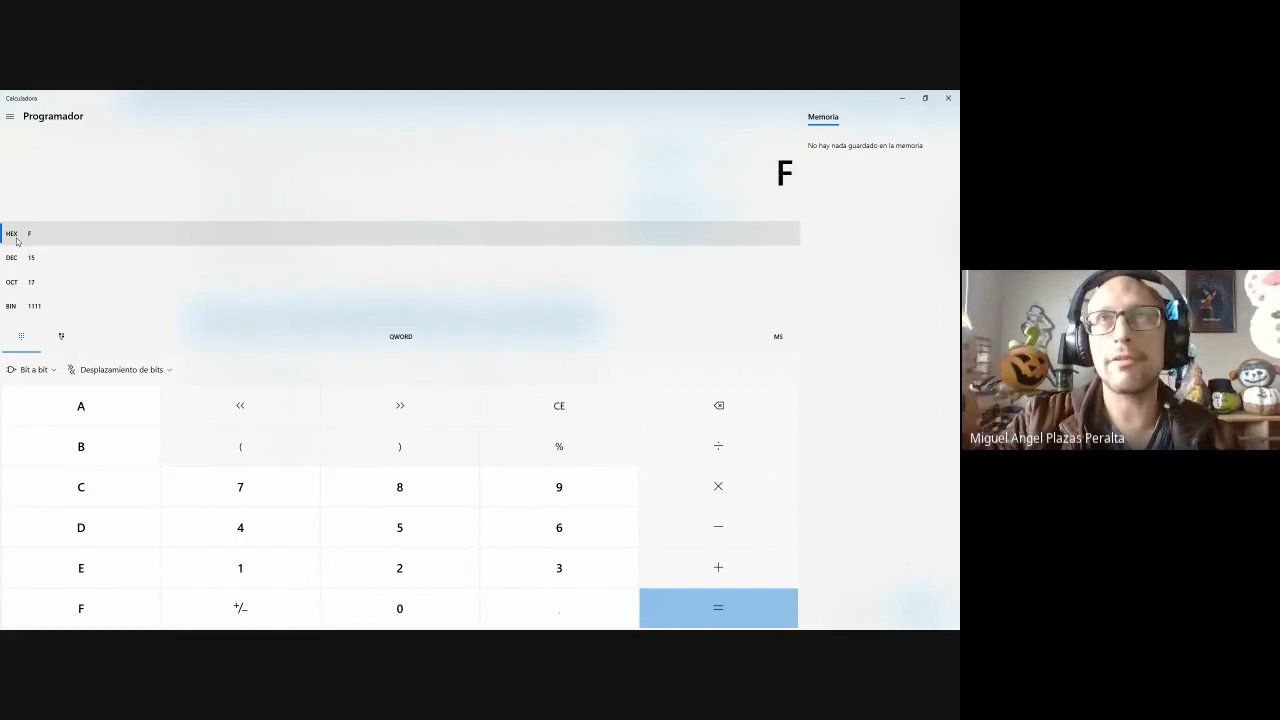 Calculadora
Programador
Memoria
No hay nada guardado en la memoria
F
HEX F
DEC 15
OCT 17
BIN 1111
QWORD
MS
Bit a bit
Desplazamiento de bits
A << >> CE
B ( ) % ÷
C 7 8 9 ×
D 4 5 6 −
E 1 2 3 +
F +/− 0 , =
Miguel Angel Plazas Peralta